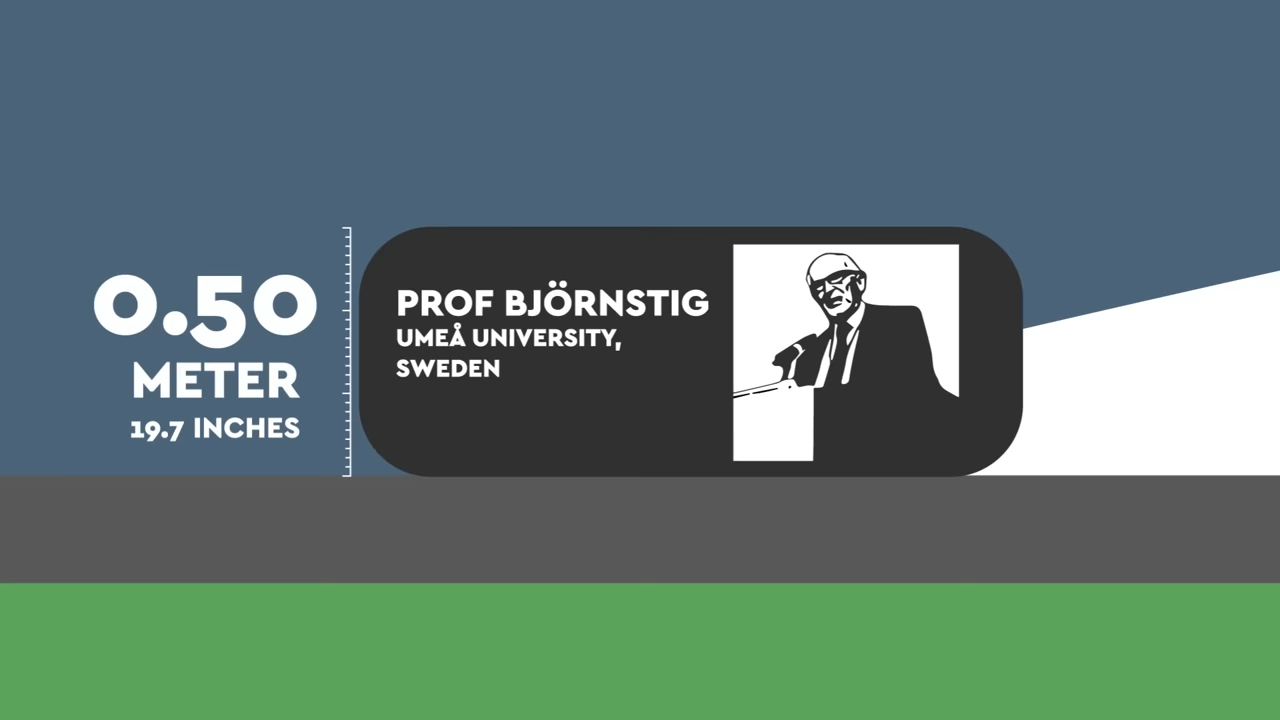 0.50
METER
19.7 INCHES
PROF BJÖRNSTIG
UMEÅ UNIVERSITY,
SWEDEN